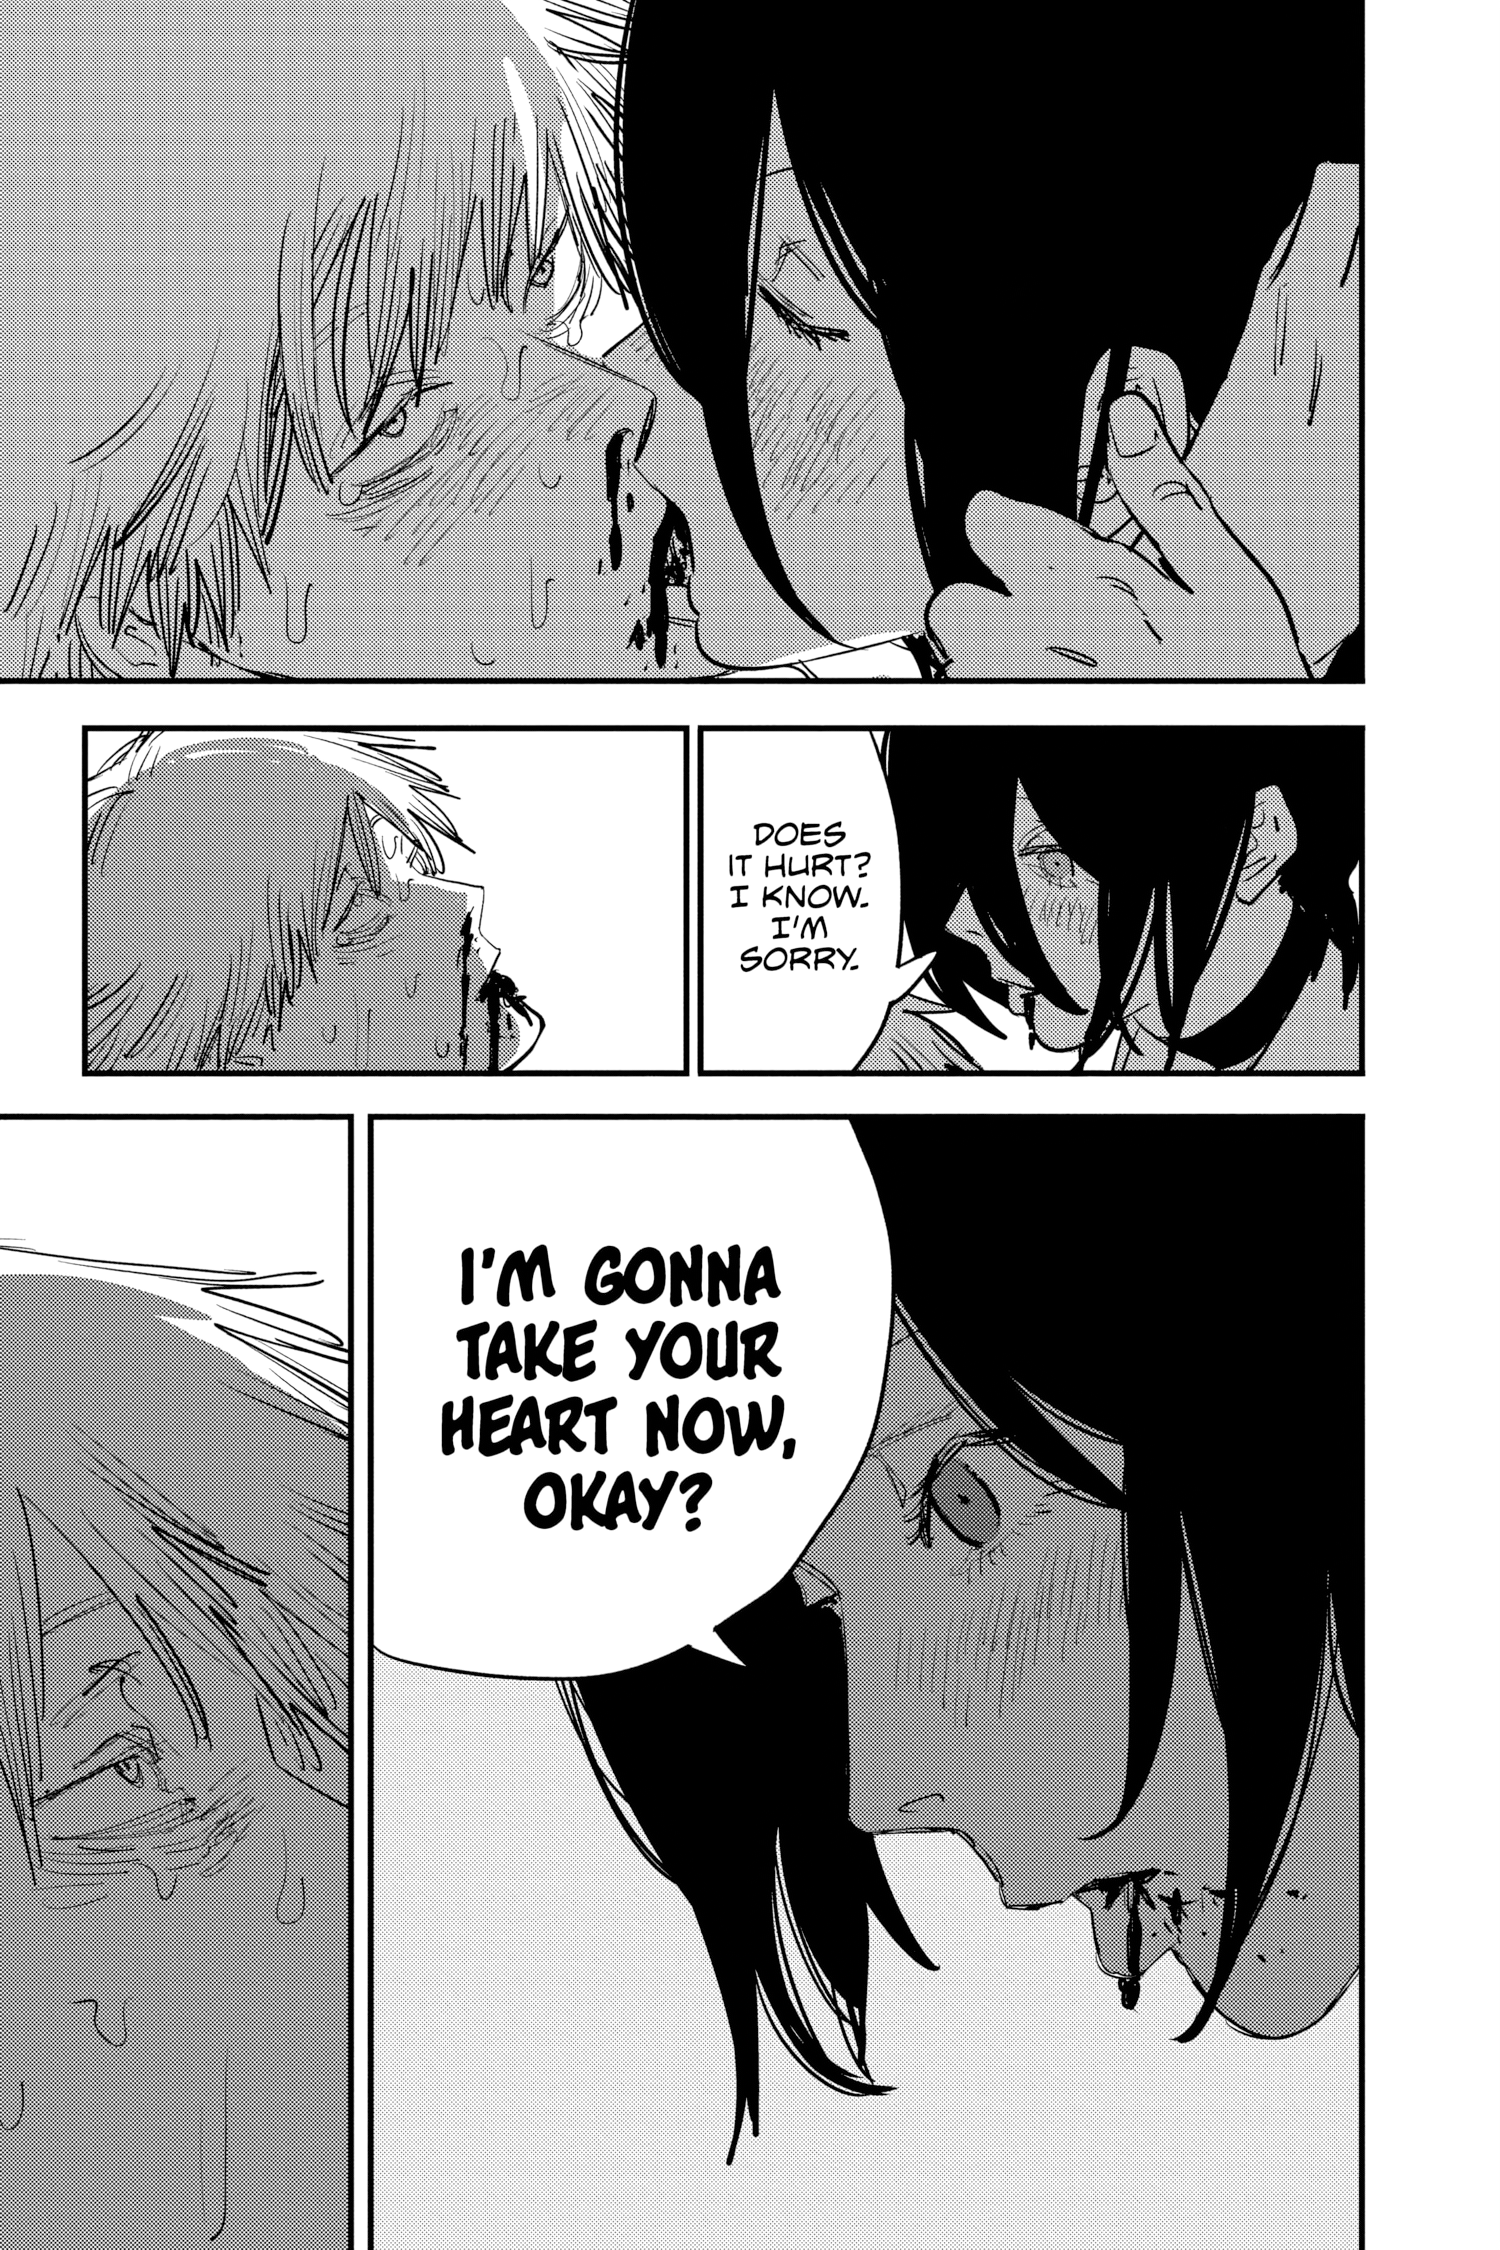 DOES
IT HURT?
I KNOW.
I'M
SORRY.
I'M GONNA
TAKE YOUR
HEART NOW,
OKAY?